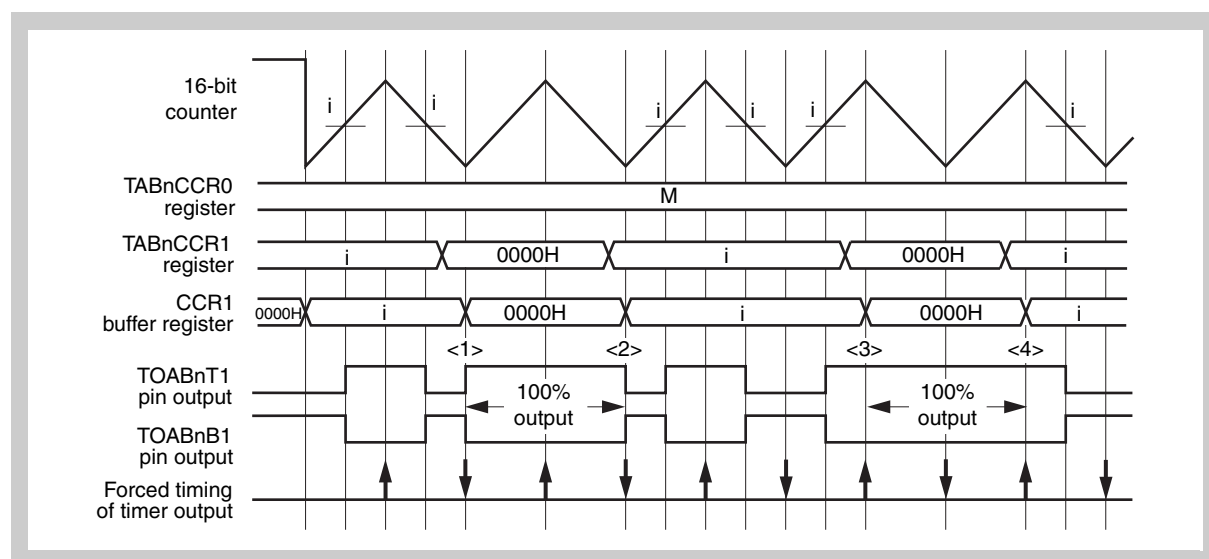 16-bit
counter
i
i
i
i
i
i
TABnCCR0
register
M
TABnCCR1
register
i
0000H
i
0000H
i
CCR1
buffer register
0000H
i
0000H
i
0000H
i
<1>
<2>
<3>
<4>
TOABnT1
pin output
100%
output
100%
output
TOABnB1
pin output
Forced timing
of timer output